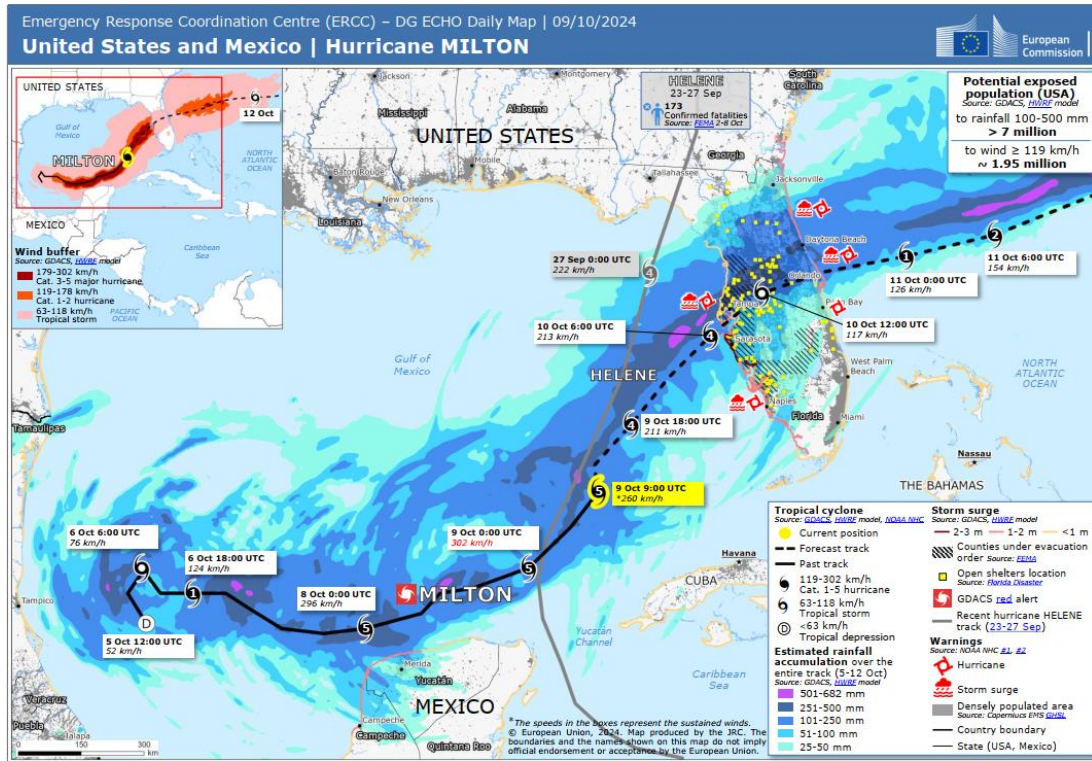 Emergency Response Coordination Centre (ERCC) – DG ECHO Daily Map | 09/10/2024
United States and Mexico | Hurricane MILTON
European
Commission
UNITED STATES
12 Oct
Gulf of
Mexico
MILTON
NORTH
ATLANTIC
OCEAN
MEXICO
Caribbean
Sea
Wind buffer
Source: GDACS, HWRF model
179-302 km/h
Cat. 3-5 major hurricane
119-178 km/h
Cat. 1-2 hurricane
63-118 km/h
Tropical storm
PACIFIC
OCEAN
HELENE
23-27 Sep
173
Confirmed fatalities
Source: FEMA 2-8 Oct
Potential exposed
population (USA)
Source: GDACS, HWRF model
to rainfall 100-500 mm
> 7 million
to wind ≥ 119 km/h
~ 1.95 million
Jackson
Montgomery
South
Carolina
Mississippi
Alabama
UNITED STATES
Georgia
Mobile
Tallahassee
Jacksonville
Baton Rouge
New Orleans
Louisiana
Daytona Beach
27 Sep 0:00 UTC
222 km/h
4
Orlando
1
2
11 Oct 6:00 UTC
154 km/h
11 Oct 0:00 UTC
126 km/h
Tampa
Palm Bay
10 Oct 6:00 UTC
213 km/h
4
10 Oct 12:00 UTC
117 km/h
Sarasota
Gulf of
Mexico
HELENE
West Palm
Beach
NORTH
ATLANTIC
OCEAN
Naples
Florida
Miami
4
9 Oct 18:00 UTC
211 km/h
Tamaulipas
Nassau
THE BAHAMAS
5
9 Oct 9:00 UTC
*260 km/h
6 Oct 6:00 UTC
76 km/h
9 Oct 0:00 UTC
302 km/h
6 Oct 18:00 UTC
124 km/h
5
Havana
CUBA
1
8 Oct 0:00 UTC
296 km/h
MILTON
Tampico
D
5
5 Oct 12:00 UTC
52 km/h
Yucatán
Channel
Merida
Yucatán
Caribbean
Sea
Veracruz
Puebla
Jalapa
MEXICO
Campeche
Campeche
Quintana Roo
0
150
300
km
*The speeds in the boxes represent the sustained winds.
© European Union, 2024. Map produced by the JRC. The
boundaries and the names shown on this map do not imply
official endorsement or acceptance by the European Union.
Tropical cyclone
Source: GDACS, HWRF model, NOAA NHC
Current position
Forecast track
Past track
119-302 km/h
Cat. 1-5 hurricane
63-118 km/h
Tropical storm
D
<63 km/h
Tropical depression
Estimated rainfall
accumulation over the
entire track (5-12 Oct)
Source: GDACS, HWRF model
501-682 mm
251-500 mm
101-250 mm
51-100 mm
25-50 mm
Storm surge
Source: GDACS, HWRF model
2-3 m
1-2 m
<1 m
Counties under evacuation
order Source: FEMA
Open shelters location
Source: Florida Disaster
GDACS red alert
Recent hurricane HELENE
track (23-27 Sep)
Warnings
Source: NOAA NHC #1, #2
Hurricane
Storm surge
Densely populated area
Source: Copernicus EMS GHSL
Country boundary
State (USA, Mexico)